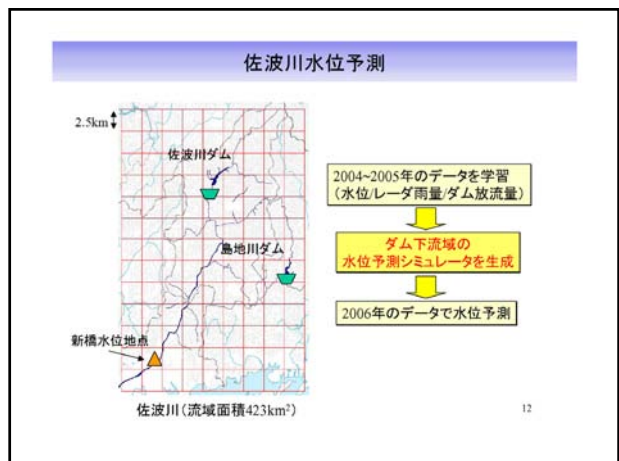 佐波川水位予測
2.5km
佐波川ダム
島地川ダム
新橋水位地点
佐波川(流域面積423km²)
2004~2005年のデータを学習
(水位/レーダ雨量/ダム放流量)
ダム下流域の
水位予測シミュレータを生成
2006年のデータで水位予測
12